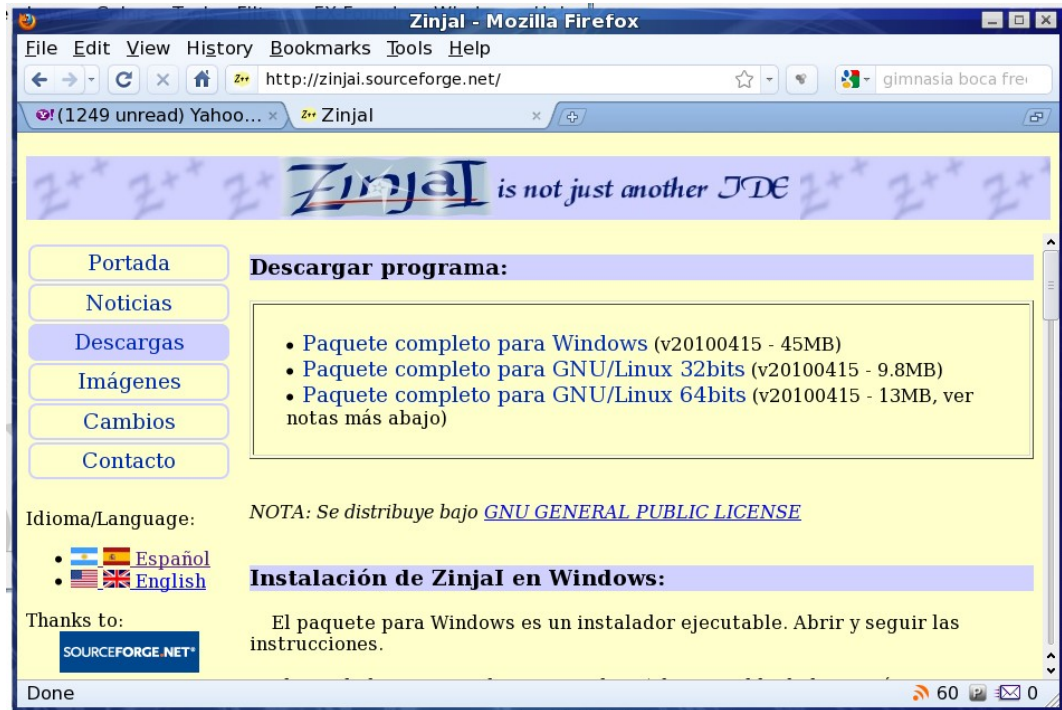 Zinjal - Mozilla Firefox
File Edit View History Bookmarks Tools Help
Z++ http://zinjai.sourceforge.net/ gimnasia boca fre
(1249 unread) Yahoo... Z++ Zinjal
z++ z++ z+ ZinjaI is not just another IDE z++ z++ z++
Portada
Noticias
Descargas
Imágenes
Cambios
Contacto
Idioma/Language:
• Español
• English
Thanks to:
SOURCEFORGE.NET®
Descargar programa:
• Paquete completo para Windows (v20100415 - 45MB)
• Paquete completo para GNU/Linux 32bits (v20100415 - 9.8MB)
• Paquete completo para GNU/Linux 64bits (v20100415 - 13MB, ver
notas más abajo)
NOTA: Se distribuye bajo GNU GENERAL PUBLIC LICENSE
Instalación de ZinjaI en Windows:
El paquete para Windows es un instalador ejecutable. Abrir y seguir las
instrucciones.
Done 60 0